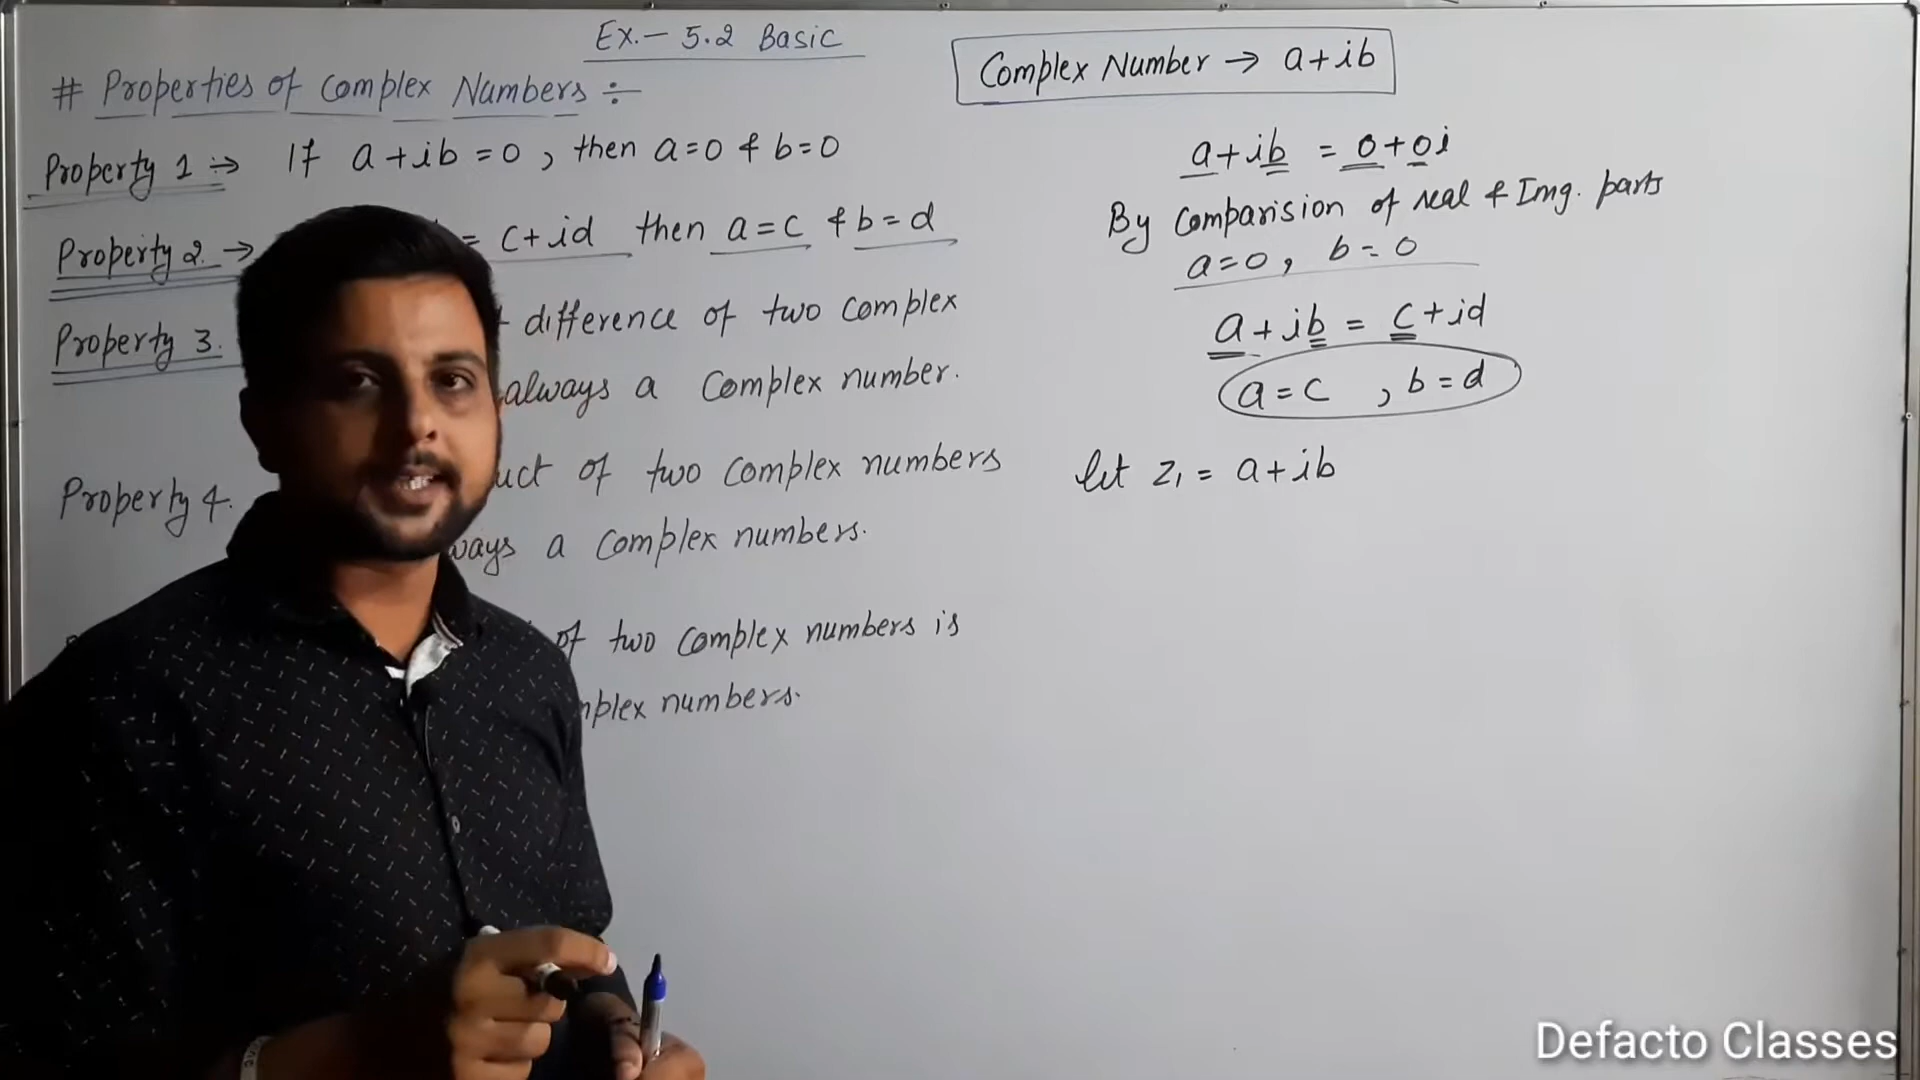 Ex.- 5.2 Basic
# Properties of Complex Numbers ÷
Property 1 ⇒ If a+ib=0, then a=0 & b=0
Property 2 → = c+id then a=c & b=d
Property 3. difference of two complex
always a Complex number.
Property 4. of two complex numbers
a complex numbers.
of two complex numbers is
numbers.
Complex Number → a+ib
a+ib = 0+0i
By Comparision of real & Img. parts
a=0, b=0
a+ib = c+id
a=c , b=d
let z₁ = a+ib
Defacto Classes